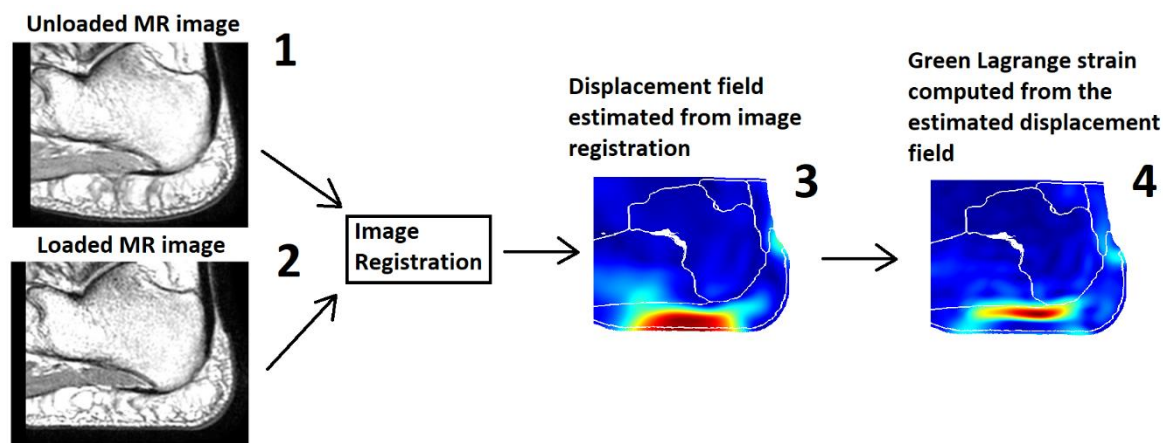 Unloaded MR image
1
Loaded MR image
2
Image
Registration
Displacement field
estimated from image
registration
3
Green Lagrange strain
computed from the
estimated displacement
field
4